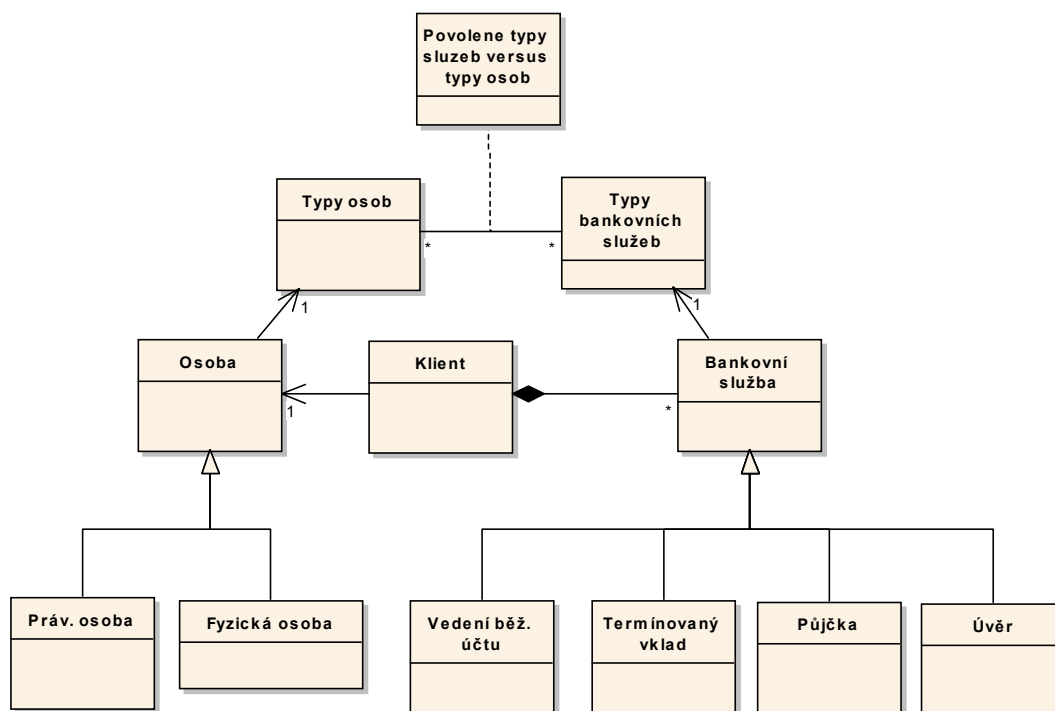 Povolene typy
sluzeb versus
typy osob
Typy osob
Typy
bankovních
služeb
*
*
1
1
Osoba
Klient
Bankovní
služba
1
*
Práv. osoba
Fyzická osoba
Vedení běž.
účtu
Termínovaný
vklad
Půjčka
Úvěr